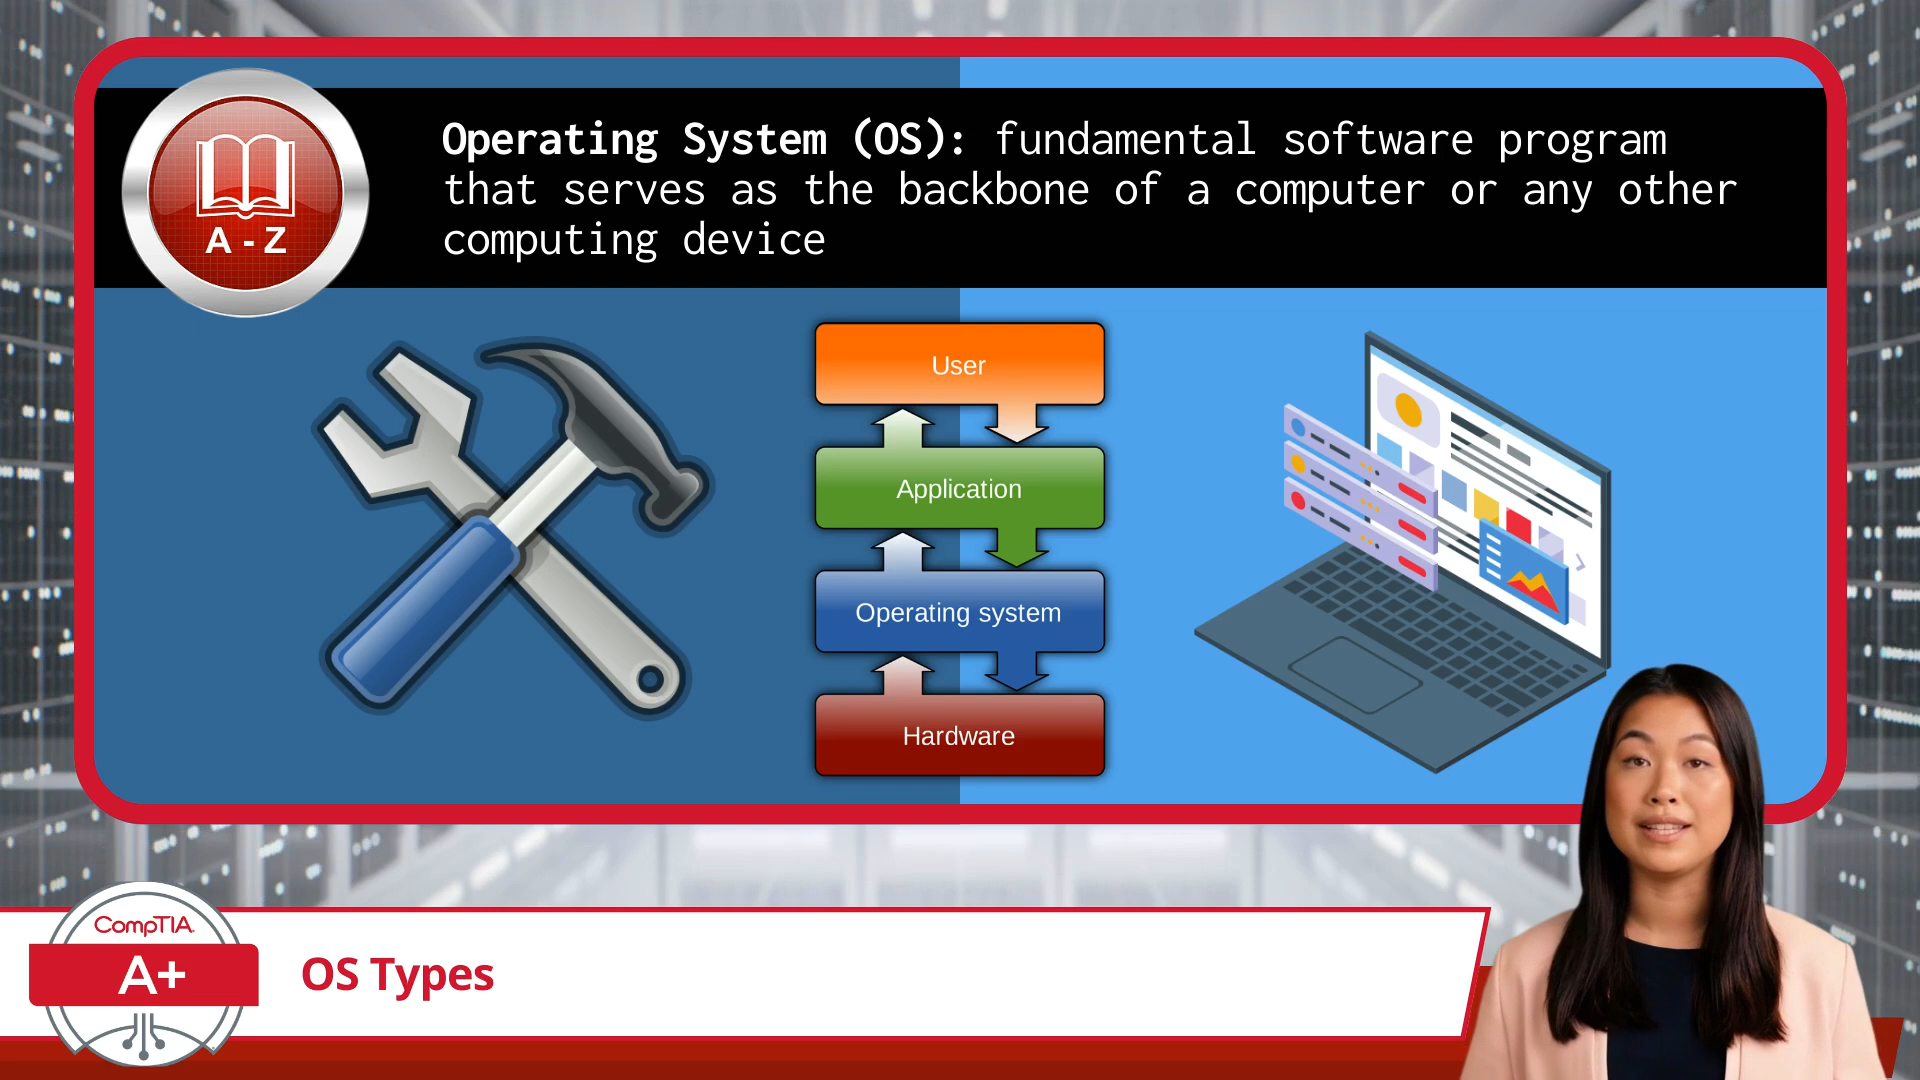 Operating System (OS): fundamental software program
that serves as the backbone of a computer or any other
computing device
A - Z
User
Application
Operating system
Hardware
CompTIA.
A+
OS Types